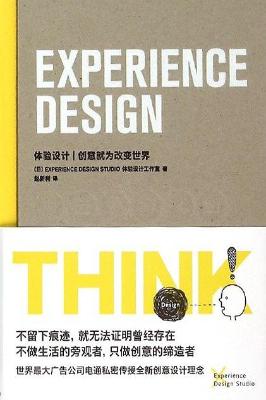 EXPERIENCE
DESIGN
体验设计 | 创意就为改变世界
(日) EXPERIENCE DESIGN STUDIO 体验设计工作室 著
赵新利 译
THINK
Design
!
不留下痕迹，就无法证明曾经存在
不做生活的旁观者，只做创意的缔造者
世界最大广告公司电通私密传授全新创意设计理念
Experience
Design Studio